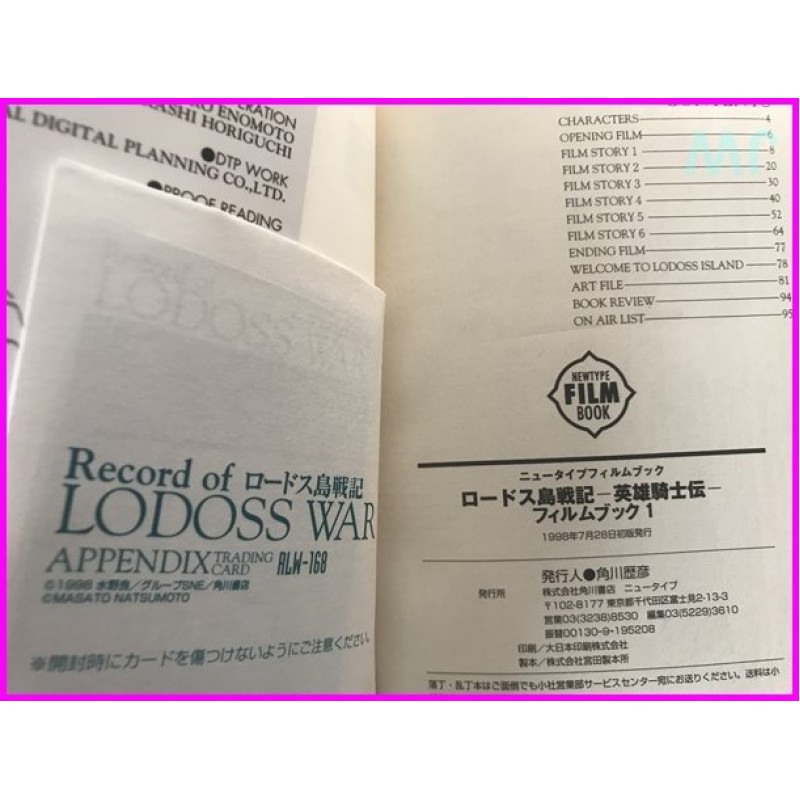 ERATION
RO ENOMOTO
ASHI HORIGUCHI
AL DIGITAL PLANNING CO.,LTD.
●DTP WORK
●PROOF READING
LODOSS WAR
Record of ロードス島戦記
LODOSS WAR
APPENDIX TRADING CARD RLW-168
©1998 水野良/グループSNE/角川書店
©MASATO NATSUMOTO
※開封時にカードを傷つけないようにご注意ください。
CHARACTERS 4
OPENING FILM 6
FILM STORY 1 8
FILM STORY 2 20
FILM STORY 3 30
FILM STORY 4 40
FILM STORY 5 52
FILM STORY 6 64
ENDING FILM 77
WELCOME TO LODOSS ISLAND 78
ART FILE 81
BOOK REVIEW 94
ON AIR LIST 95
NEWTYPE
FILM
BOOK
ニュータイプフィルムブック
ロードス島戦記－英雄騎士伝－
フィルムブック 1
1998年7月28日初版発行
発行人●角川歴彦
発行所 株式会社角川書店 ニュータイプ
〒102-8177 東京都千代田区富士見2-13-3
営業03(3238)8530 編集03(5229)3610
振替00130-9-195208
印刷/大日本印刷株式会社
製本/株式会社宮田製本所
落丁・乱丁本はご面倒でも小社営業部サービスセンター宛にお送りください。送料は小